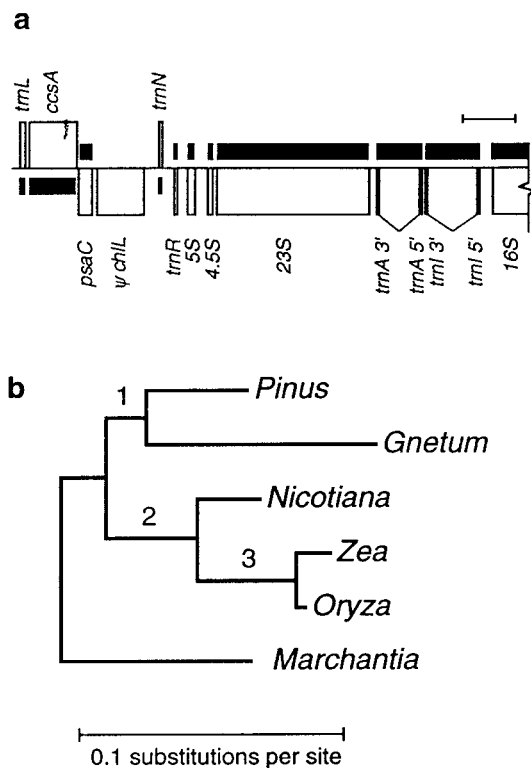 a
trnL
ccsA
trnN
psaC
ψ chlL
trnR
5S
4.5S
23S
trnA 3'
trnA 5'
trnI 3'
trnI 5'
16S
b
1
Pinus
Gnetum
Nicotiana
2
3
Zea
Oryza
Marchantia
0.1 substitutions per site